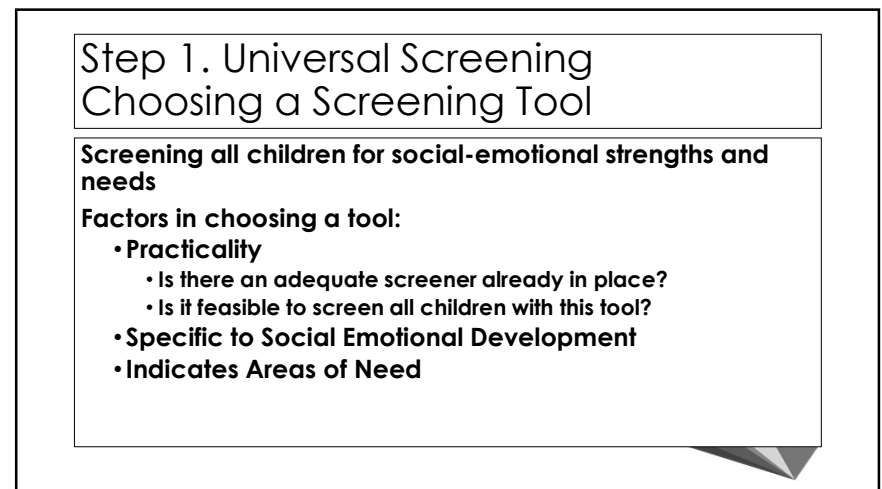 Step 1. Universal Screening
Choosing a Screening Tool
Screening all children for social-emotional strengths and
needs
Factors in choosing a tool:
• Practicality
• Is there an adequate screener already in place?
• Is it feasible to screen all children with this tool?
• Specific to Social Emotional Development
• Indicates Areas of Need